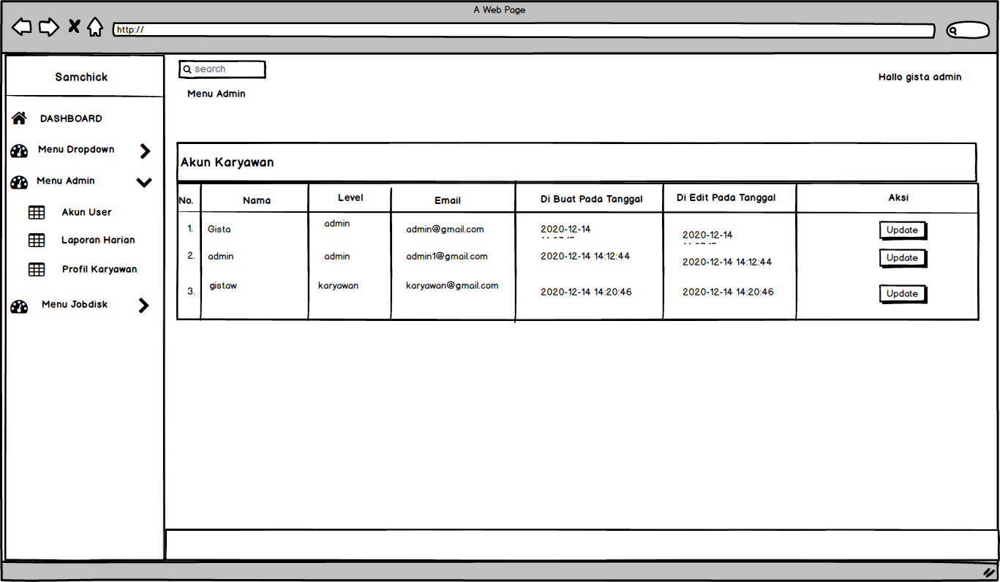 A Web Page
http://
Samchick
search
Hallo gista admin
Menu Admin
DASHBOARD
Menu Dropdown
Menu Admin
Akun User
Laporan Harian
Profil Karyawan
Menu Jobdisk
Akun Karyawan
No. Nama Level Email Di Buat Pada Tanggal Di Edit Pada Tanggal Aksi
1. Gista admin admin@gmail.com 2020-12-14 2020-12-14 Update
2. admin admin admin1@gmail.com 2020-12-14 14:12:44 2020-12-14 14:12:44 Update
3. gistaw karyawan karyawan@gmail.com 2020-12-14 14:20:46 2020-12-14 14:20:46 Update